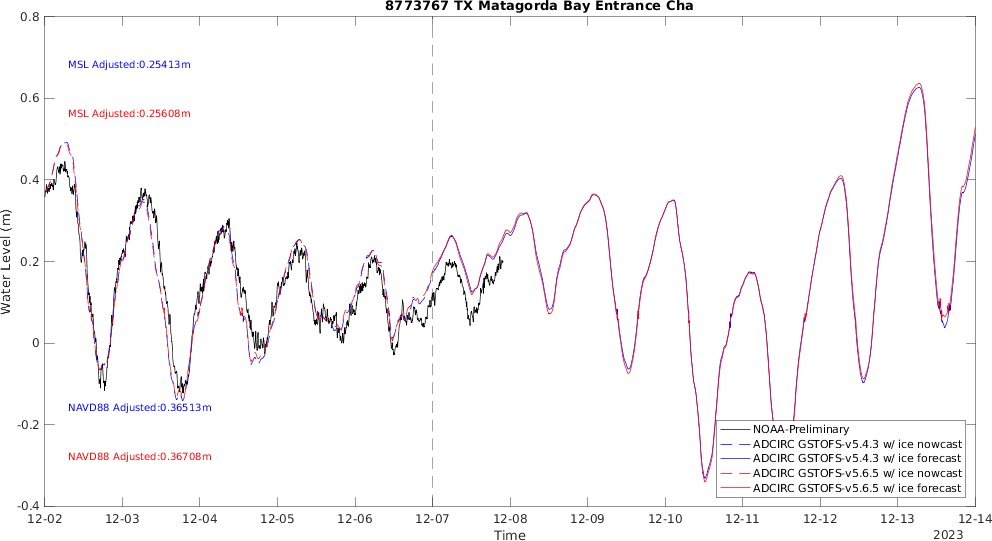 8773767 TX Matagorda Bay Entrance Cha
0.8
0.6
0.4
0.2
0
-0.2
-0.4
Water Level (m)
MSL Adjusted:0.25413m
MSL Adjusted:0.25608m
NAVD88 Adjusted:0.36513m
NAVD88 Adjusted:0.36708m
NOAA-Preliminary
ADCIRC GSTOFS-v5.4.3 w/ ice nowcast
ADCIRC GSTOFS-v5.4.3 w/ ice forecast
ADCIRC GSTOFS-v5.6.5 w/ ice nowcast
ADCIRC GSTOFS-v5.6.5 w/ ice forecast
12-02 12-03 12-04 12-05 12-06 12-07 12-08 12-09 12-10 12-11 12-12 12-13 12-14
Time
2023